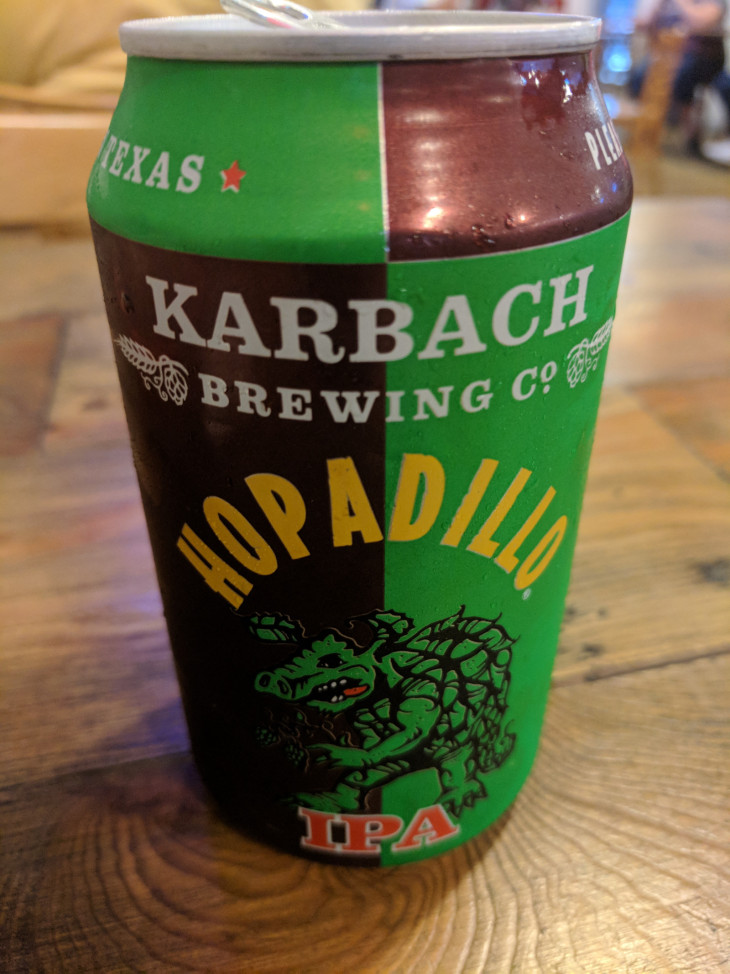 TEXAS
KARBACH
BREWING Co
HOPADILLO
IPA